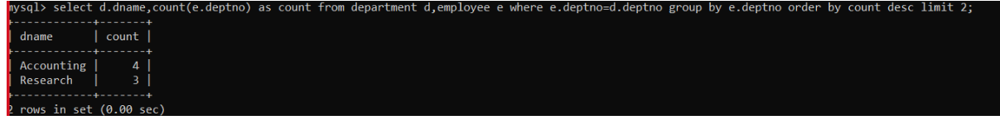 mysql> select d.dname,count(e.deptno) as count from department d,employee e where e.deptno=d.deptno group by e.deptno order by count desc limit 2;
+------------+-------+
| dname      | count |
+------------+-------+
| Accounting |     4 |
| Research   |     3 |
+------------+-------+
2 rows in set (0.00 sec)